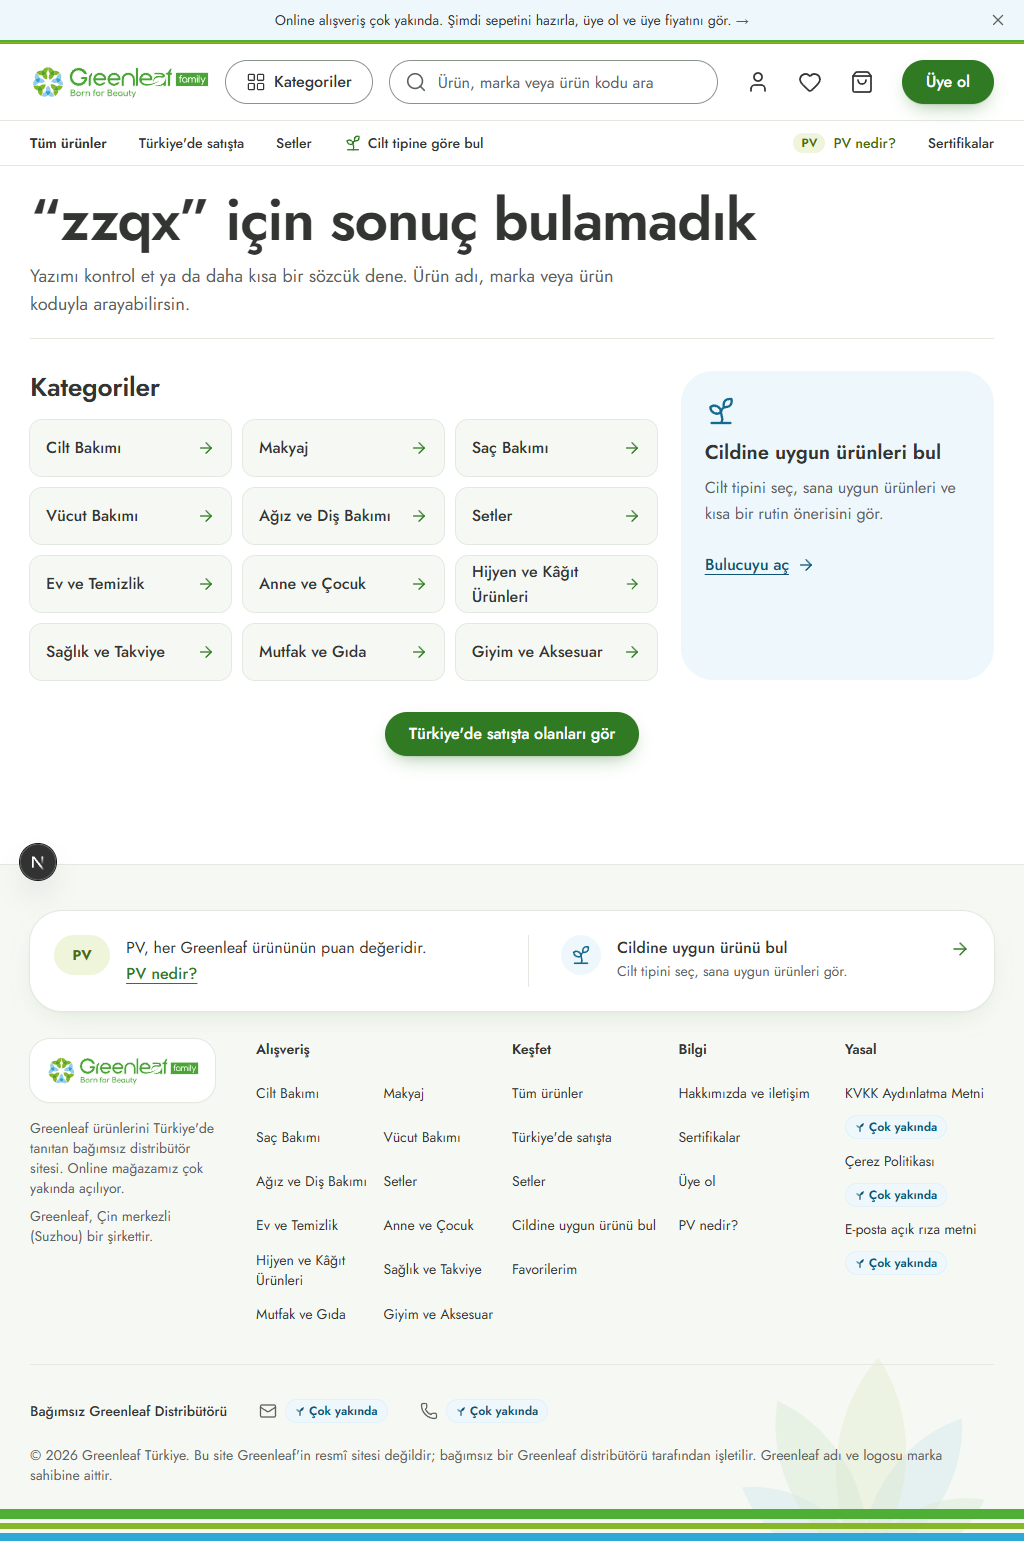 Online alışveriş çok yakında. Şimdi sepetini hazırla, üye ol ve üye fiyatını gör. →
Greenleaf family
Born for Beauty
Kategoriler
Ürün, marka veya ürün kodu ara
Üye ol
Tüm ürünler
Türkiye'de satışta
Setler
Cilt tipine göre bul
PV
PV nedir?
Sertifikalar
“zzqx” için sonuç bulamadık
Yazımı kontrol et ya da daha kısa bir sözcük dene. Ürün adı, marka veya ürün
koduyla arayabilirsin.
Kategoriler
Cilt Bakımı
Makyaj
Saç Bakımı
Vücut Bakımı
Ağız ve Diş Bakımı
Setler
Ev ve Temizlik
Anne ve Çocuk
Hijyen ve Kâğıt
Ürünleri
Sağlık ve Takviye
Mutfak ve Gıda
Giyim ve Aksesuar
Cildine uygun ürünleri bul
Cilt tipini seç, sana uygun ürünleri ve
kısa bir rutin önerisini gör.
Bulucuyu aç
Türkiye'de satışta olanları gör
N
PV
PV, her Greenleaf ürününün puan değeridir.
PV nedir?
Cildine uygun ürünü bul
Cilt tipini seç, sana uygun ürünleri gör.
Greenleaf family
Born for Beauty
Greenleaf ürünlerini Türkiye'de
tanıtan bağımsız distribütör
sitesi. Online mağazamız çok
yakında açılıyor.
Greenleaf, Çin merkezli
(Suzhou) bir şirkettir.
Alışveriş
Cilt Bakımı
Makyaj
Saç Bakımı
Vücut Bakımı
Ağız ve Diş Bakımı
Setler
Ev ve Temizlik
Anne ve Çocuk
Hijyen ve Kâğıt
Ürünleri
Sağlık ve Takviye
Mutfak ve Gıda
Giyim ve Aksesuar
Keşfet
Tüm ürünler
Türkiye'de satışta
Setler
Cildine uygun ürünü bul
Favorilerim
Bilgi
Hakkımızda ve iletişim
Sertifikalar
Üye ol
PV nedir?
Yasal
KVKK Aydınlatma Metni
Çok yakında
Çerez Politikası
Çok yakında
E-posta açık rıza metni
Çok yakında
Bağımsız Greenleaf Distribütörü
Çok yakında
Çok yakında
© 2026 Greenleaf Türkiye. Bu site Greenleaf'in resmî sitesi değildir; bağımsız bir Greenleaf distribütörü tarafından işletilir. Greenleaf adı ve logosu marka
sahibine aittir.